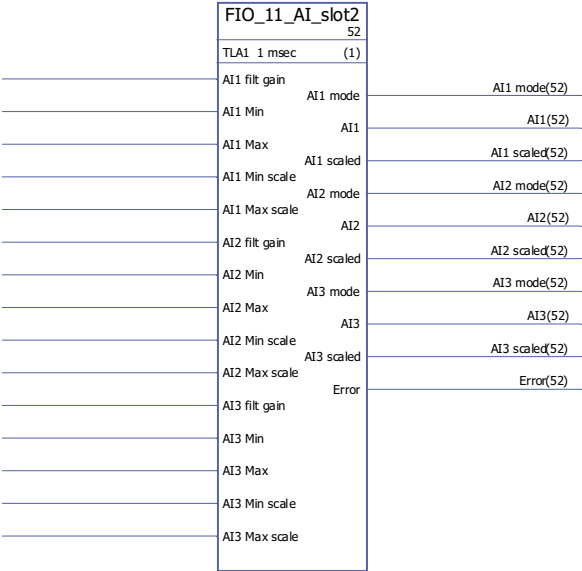 FIO_11_AI_slot2
52
TLA1 1 msec (1)
AI1 filt gain
AI1 mode AI1 mode(52)
AI1 Min
AI1 AI1(52)
AI1 Max
AI1 scaled AI1 scaled(52)
AI1 Min scale
AI2 mode AI2 mode(52)
AI1 Max scale
AI2 AI2(52)
AI2 filt gain
AI2 scaled AI2 scaled(52)
AI2 Min
AI3 mode AI3 mode(52)
AI2 Max
AI3 AI3(52)
AI2 Min scale
AI3 scaled AI3 scaled(52)
AI2 Max scale
Error Error(52)
AI3 filt gain
AI3 Min
AI3 Max
AI3 Min scale
AI3 Max scale